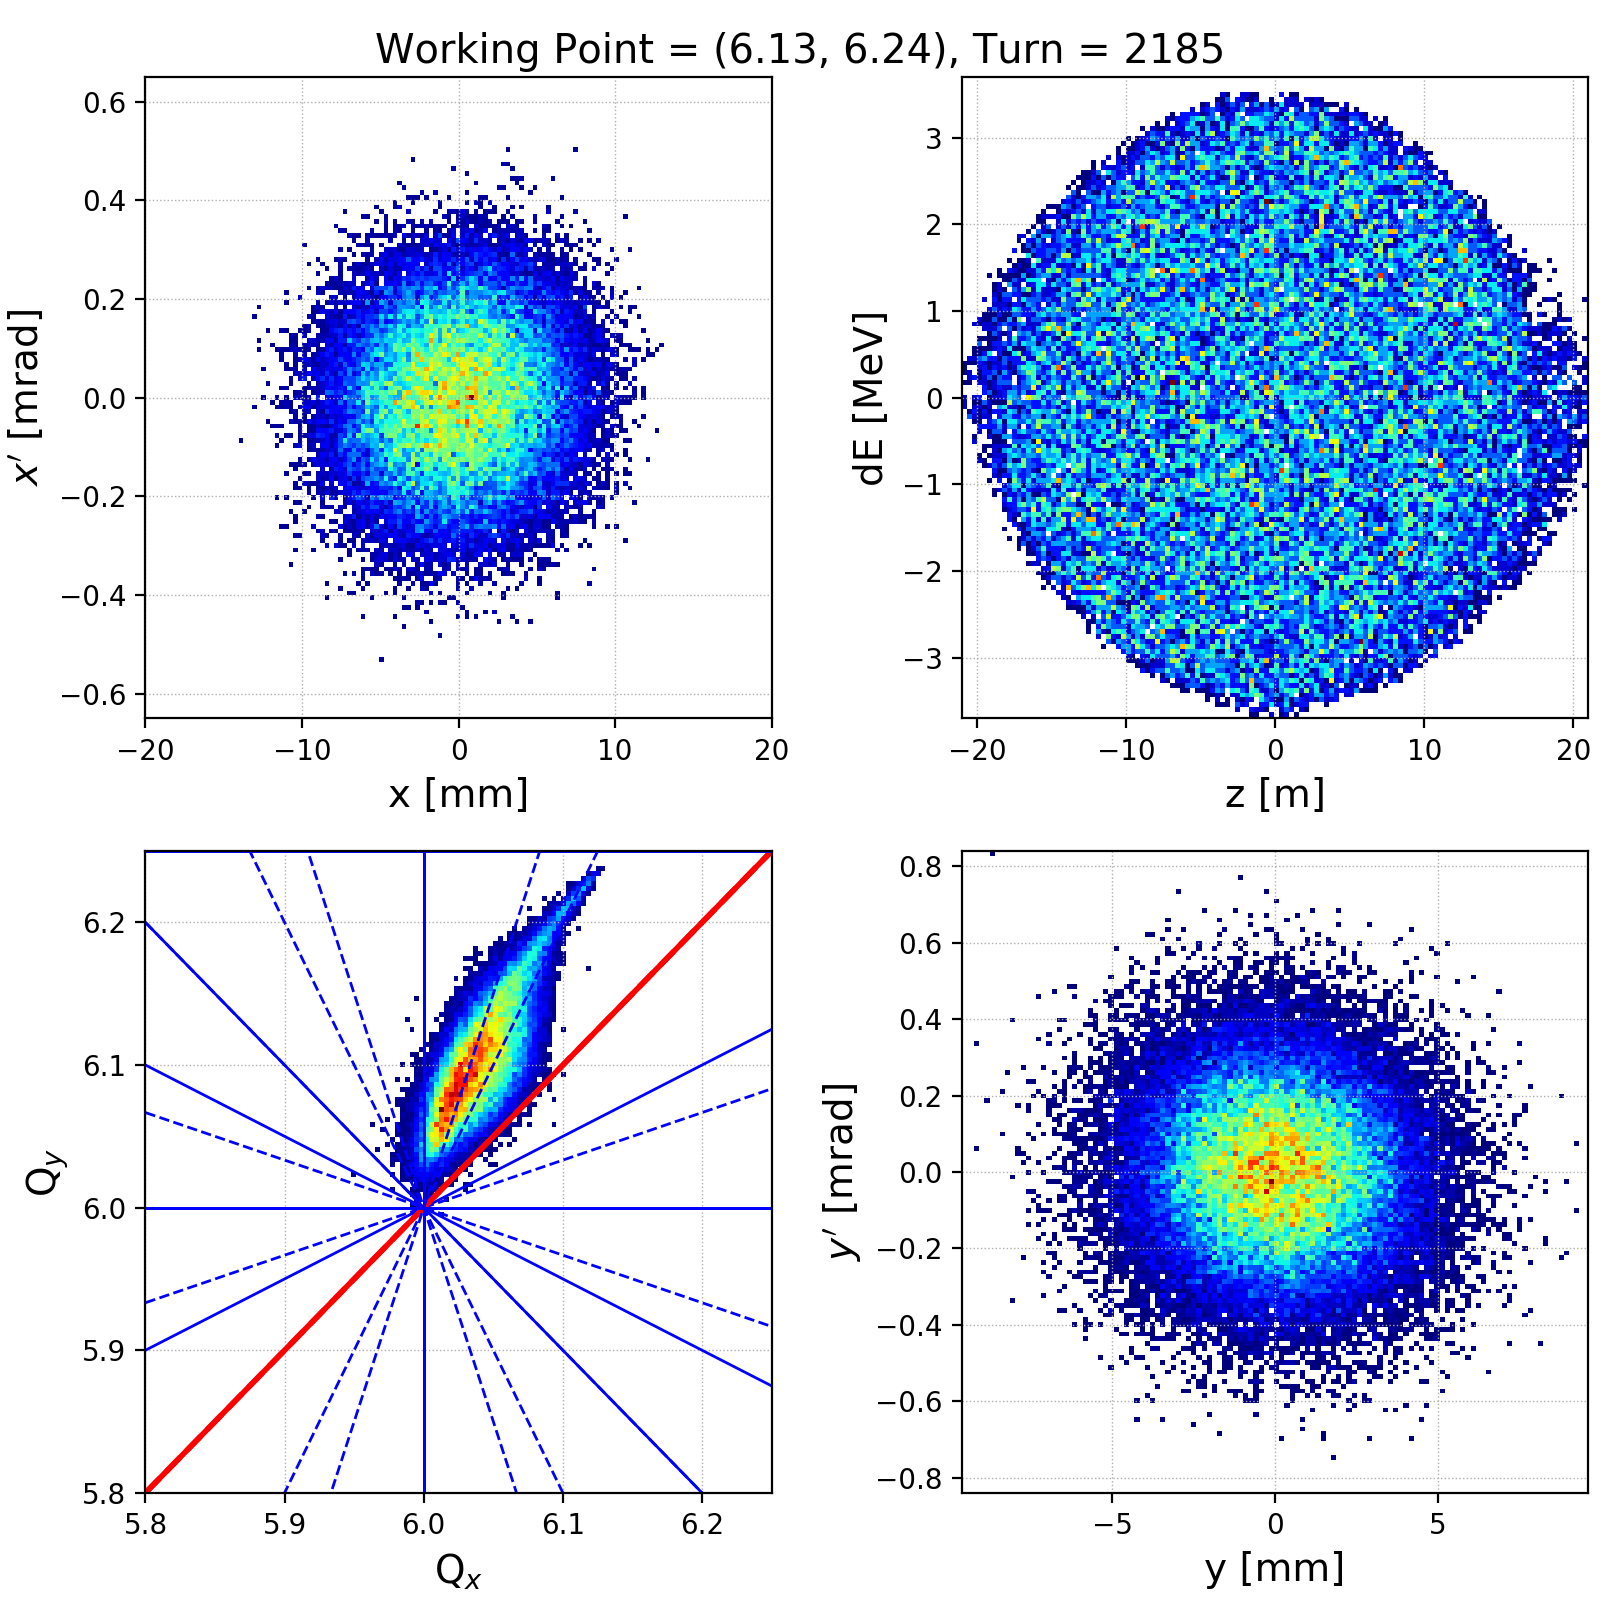 Working Point = (6.13, 6.24), Turn = 2185
0.6
0.4
0.2
0.0
−0.2
−0.4
−0.6
x′ [mrad]
−20 −10 0 10 20
x [mm]
3
2
1
0
−1
−2
−3
dE [MeV]
−20 −10 0 10 20
z [m]
6.2
6.1
6.0
5.9
5.8
Qy
5.8 5.9 6.0 6.1 6.2
Qx
0.8
0.6
0.4
0.2
0.0
−0.2
−0.4
−0.6
−0.8
y′ [mrad]
−5 0 5
y [mm]